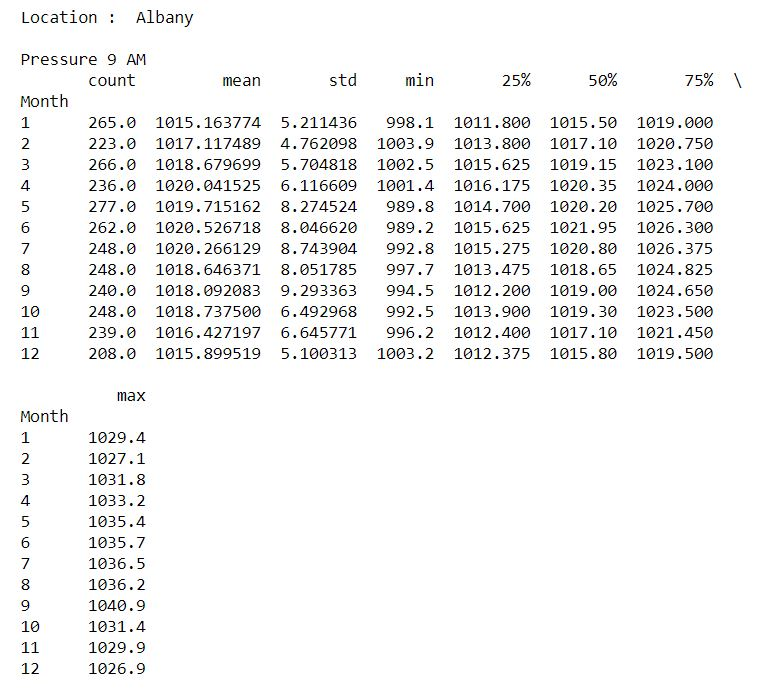 Location :  Albany
Pressure 9 AM
       count         mean       std     min       25%      50%       75%  \
Month
1      265.0  1015.163774  5.211436   998.1  1011.800  1015.50  1019.000
2      223.0  1017.117489  4.762098  1003.9  1013.800  1017.10  1020.750
3      266.0  1018.679699  5.704818  1002.5  1015.625  1019.15  1023.100
4      236.0  1020.041525  6.116609  1001.4  1016.175  1020.35  1024.000
5      277.0  1019.715162  8.274524   989.8  1014.700  1020.20  1025.700
6      262.0  1020.526718  8.046620   989.2  1015.625  1021.95  1026.300
7      248.0  1020.266129  8.743904   992.8  1015.275  1020.80  1026.375
8      248.0  1018.646371  8.051785   997.7  1013.475  1018.65  1024.825
9      240.0  1018.092083  9.293363   994.5  1012.200  1019.00  1024.650
10     248.0  1018.737500  6.492968   992.5  1013.900  1019.30  1023.500
11     239.0  1016.427197  6.645771   996.2  1012.400  1017.10  1021.450
12     208.0  1015.899519  5.100313  1003.2  1012.375  1015.80  1019.500
          max
Month
1      1029.4
2      1027.1
3      1031.8
4      1033.2
5      1035.4
6      1035.7
7      1036.5
8      1036.2
9      1040.9
10     1031.4
11     1029.9
12     1026.9